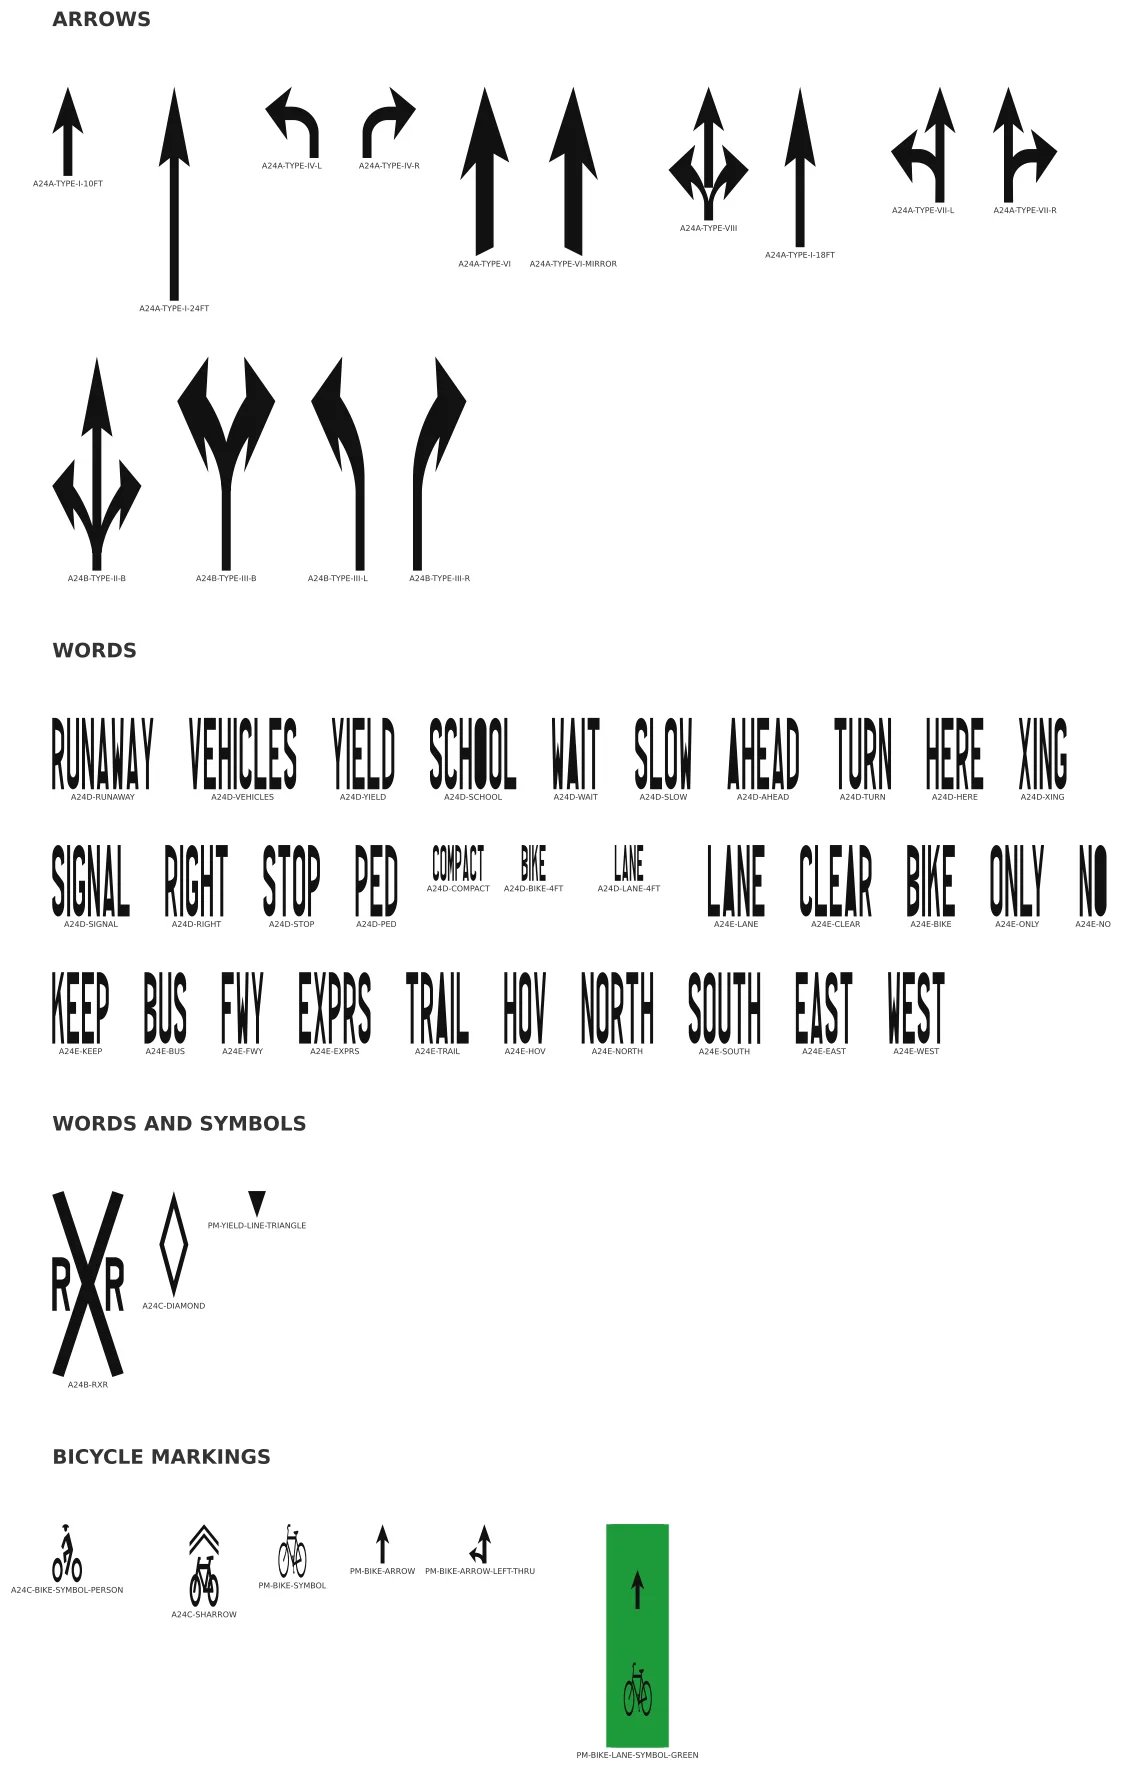 ARROWS
A24A-TYPE-I-10FT
A24A-TYPE-I-24FT
A24A-TYPE-IV-L
A24A-TYPE-IV-R
A24A-TYPE-VI
A24A-TYPE-VI-MIRROR
A24A-TYPE-VIII
A24A-TYPE-I-18FT
A24A-TYPE-VII-L
A24A-TYPE-VII-R
A24B-TYPE-II-B
A24B-TYPE-III-B
A24B-TYPE-III-L
A24B-TYPE-III-R
WORDS
RUNAWAY VEHICLES YIELD SCHOOL WAIT SLOW AHEAD TURN HERE XING
A24D-RUNAWAY A24D-VEHICLES A24D-YIELD A24D-SCHOOL A24D-WAIT A24D-SLOW A24D-AHEAD A24D-TURN A24D-HERE A24D-XING
SIGNAL RIGHT STOP PED COMPACT BIKE LANE LANE CLEAR BIKE ONLY NO
A24D-SIGNAL A24D-RIGHT A24D-STOP A24D-PED A24D-COMPACT A24D-BIKE-4FT A24D-LANE-4FT A24E-LANE A24E-CLEAR A24E-BIKE A24E-ONLY A24E-NO
KEEP BUS FWY EXPRS TRAIL HOV NORTH SOUTH EAST WEST
A24E-KEEP A24E-BUS A24E-FWY A24E-EXPRS A24E-TRAIL A24E-HOV A24E-NORTH A24E-SOUTH A24E-EAST A24E-WEST
WORDS AND SYMBOLS
R X R
A24B-RXR
A24C-DIAMOND
PM-YIELD-LINE-TRIANGLE
BICYCLE MARKINGS
A24C-BIKE-SYMBOL-PERSON
A24C-SHARROW
PM-BIKE-SYMBOL
PM-BIKE-ARROW
PM-BIKE-ARROW-LEFT-THRU
PM-BIKE-LANE-SYMBOL-GREEN